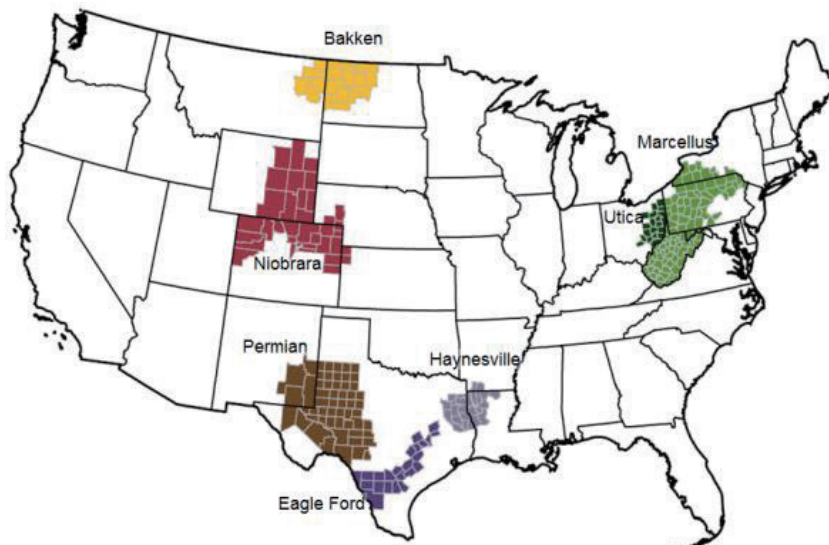 Bakken
Marcellus
Utica
Niobrara
Permian
Haynesville
Eagle Ford